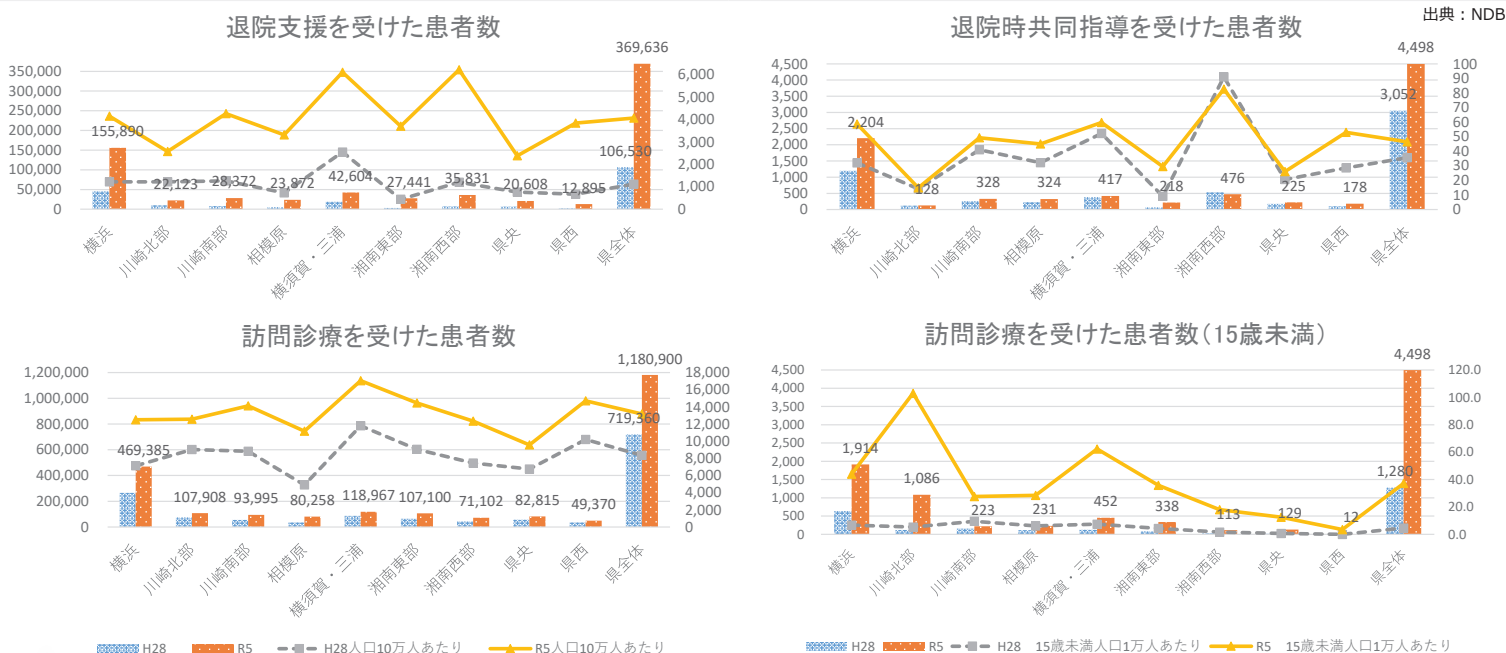 出典：NDB
退院支援を受けた患者数
369,636
350,000
300,000
250,000
200,000
150,000
100,000
50,000
0
6,000
5,000
4,000
3,000
2,000
1,000
0
155,890
22,123
28,372
23,872
42,604
27,441
35,831
20,608
12,895
106,530
横浜
川崎北部
川崎南部
相模原
横須賀・三浦
湘南東部
湘南西部
県央
県西
県全体
退院時共同指導を受けた患者数
4,498
4,500
4,000
3,500
3,000
2,500
2,000
1,500
1,000
500
0
100
90
80
70
60
50
40
30
20
10
0
2,204
128
328
324
417
218
476
225
178
3,052
横浜
川崎北部
川崎南部
相模原
横須賀・三浦
湘南東部
湘南西部
県央
県西
県全体
訪問診療を受けた患者数
1,180,900
1,200,000
1,000,000
800,000
600,000
400,000
200,000
0
18,000
16,000
14,000
12,000
10,000
8,000
6,000
4,000
2,000
0
469,385
107,908
93,995
80,258
118,967
107,100
71,102
82,815
49,370
719,360
横浜
川崎北部
川崎南部
相模原
横須賀・三浦
湘南東部
湘南西部
県央
県西
県全体
H28 R5 H28人口10万人あたり R5人口10万人あたり
訪問診療を受けた患者数（15歳未満）
4,498
4,500
4,000
3,500
3,000
2,500
2,000
1,500
1,000
500
0
120.0
100.0
80.0
60.0
40.0
20.0
0.0
1,914
1,086
223
231
452
338
113
129
12
1,280
横浜
川崎北部
川崎南部
相模原
横須賀・三浦
湘南東部
湘南西部
県央
県西
県全体
H28 R5 H28 15歳未満人口1万人あたり R5 15歳未満人口1万人あたり